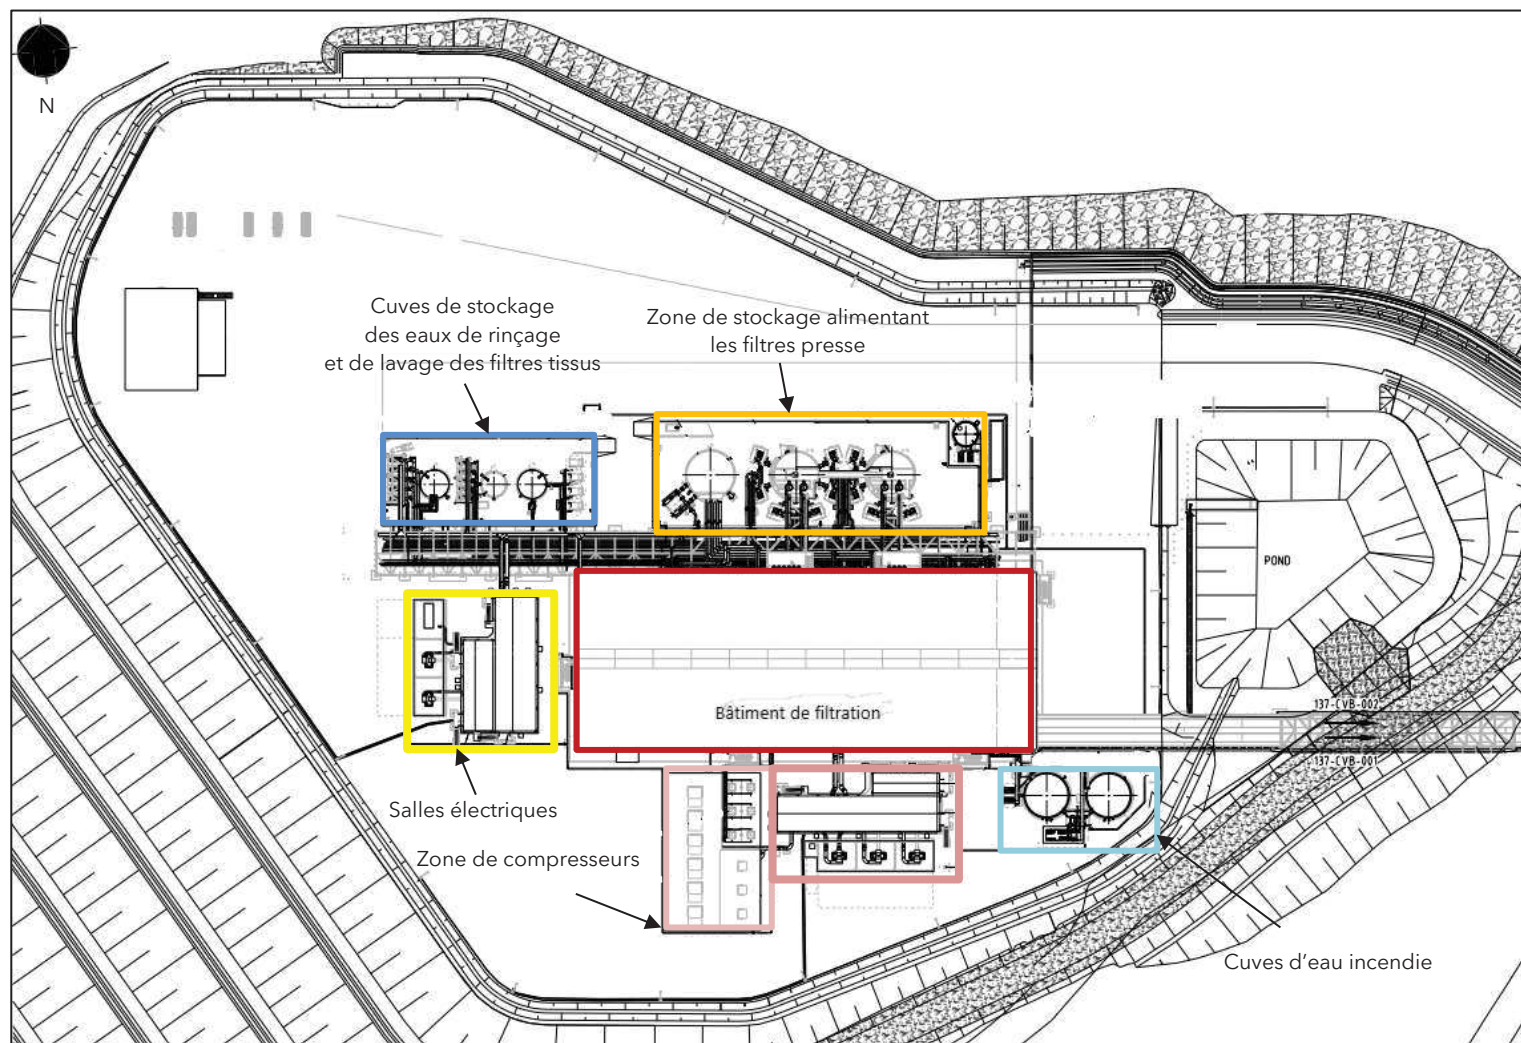 N
Cuves de stockage
des eaux de rinçage
et de lavage des filtres tissus
Zone de stockage alimentant
les filtres presse
POND
Bâtiment de filtration
137-CVB-002
137-CVB-001
Salles électriques
Zone de compresseurs
Cuves d'eau incendie